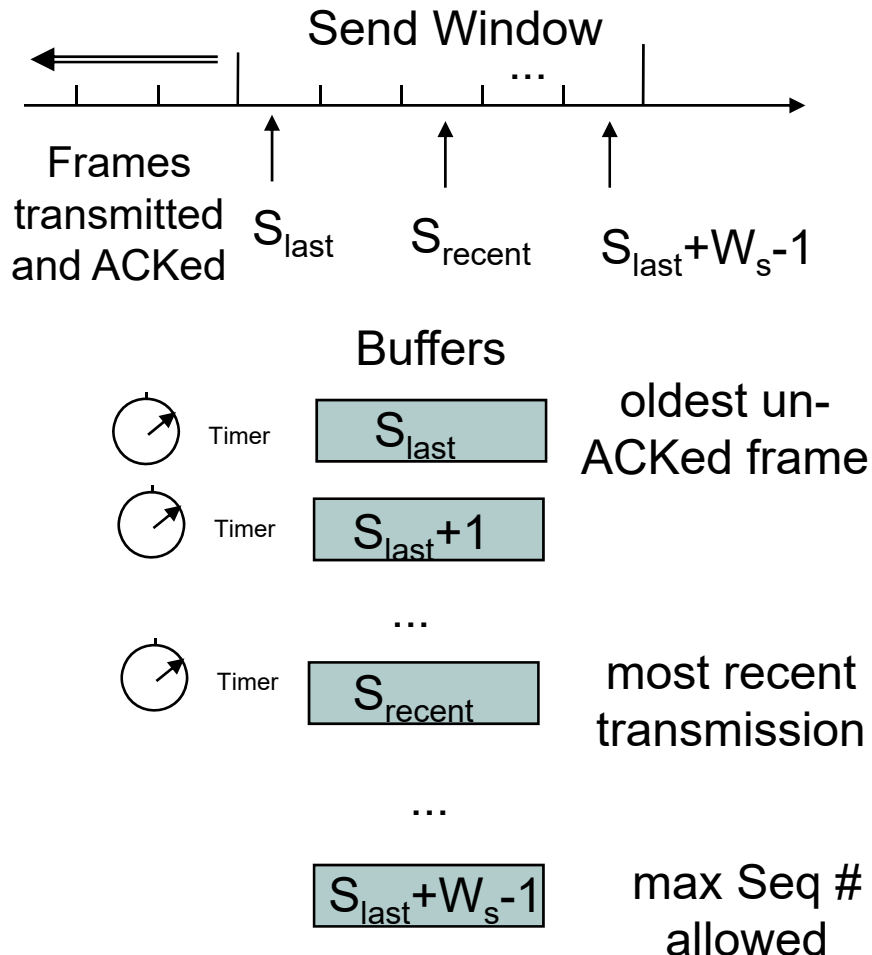 Send Window
...
Frames
transmitted
and ACKed
S_last
S_recent
S_last+W_s-1
Buffers
Timer
S_last
oldest un-
ACKed frame
Timer
S_last+1
...
Timer
S_recent
most recent
transmission
...
S_last+W_s-1
max Seq #
allowed